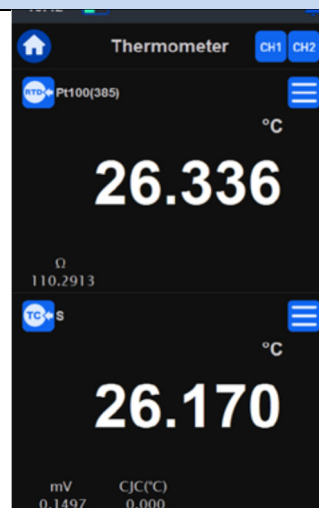 Thermometer CH1 CH2
RTD Pt100(385)
°C
26.336
Ω
110.2913
TC S
°C
26.170
mV CJC(°C)
0.1497 0.000